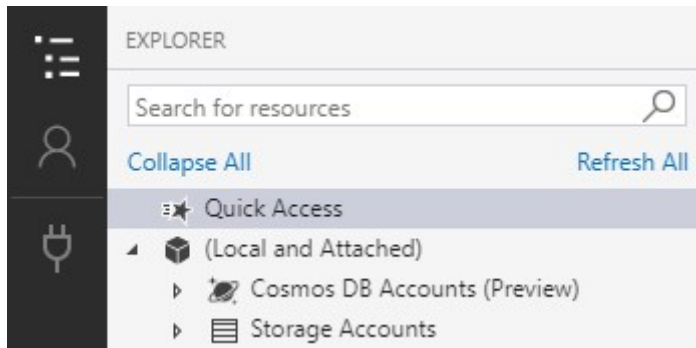 EXPLORER
Search for resources
Collapse All Refresh All
Quick Access
(Local and Attached)
Cosmos DB Accounts (Preview)
Storage Accounts